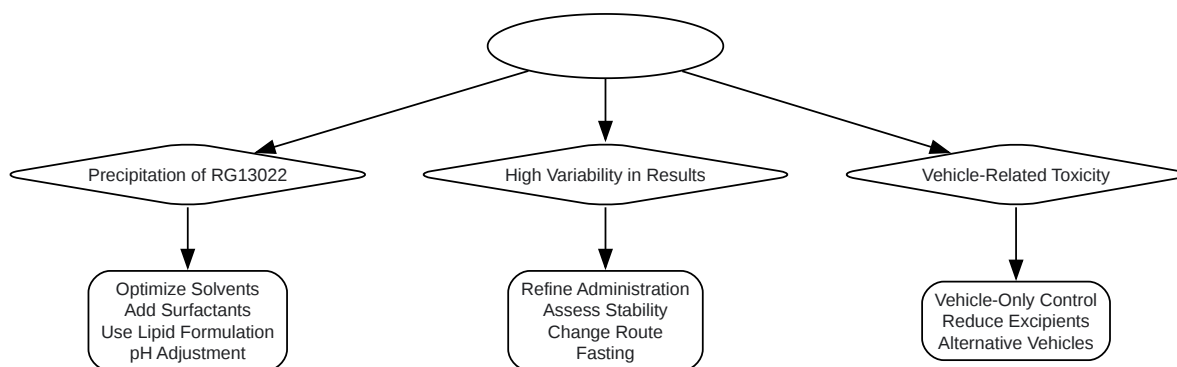 Precipitation of RG13022
High Variability in Results
Vehicle-Related Toxicity
Optimize Solvents
Add Surfactants
Use Lipid Formulation
pH Adjustment
Refine Administration
Assess Stability
Change Route
Fasting
Vehicle-Only Control
Reduce Excipients
Alternative Vehicles